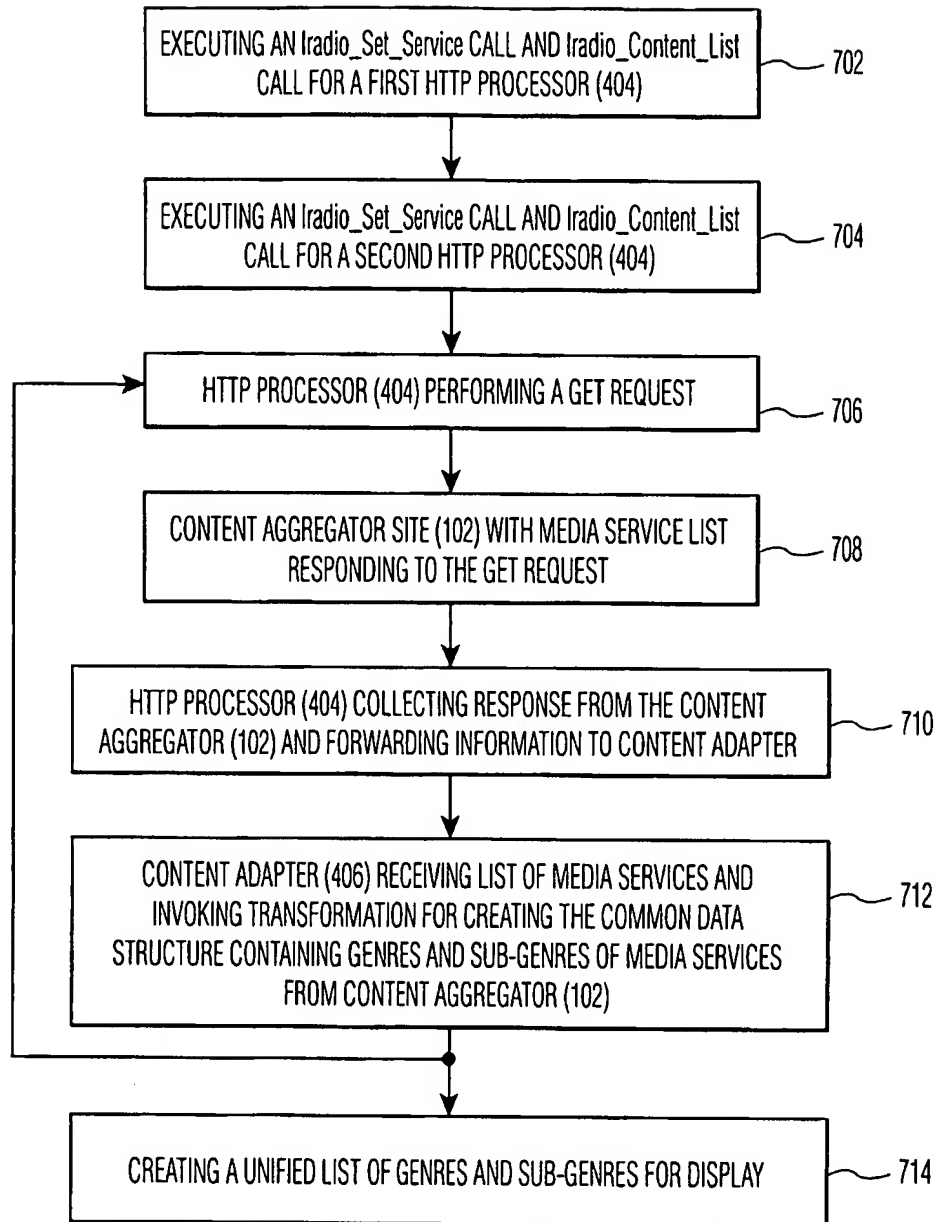 EXECUTING AN Iradio_Set_Service CALL AND Iradio_Content_List
CALL FOR A FIRST HTTP PROCESSOR (404)
702
EXECUTING AN Iradio_Set_Service CALL AND Iradio_Content_List
CALL FOR A SECOND HTTP PROCESSOR (404)
704
HTTP PROCESSOR (404) PERFORMING A GET REQUEST
706
CONTENT AGGREGATOR SITE (102) WITH MEDIA SERVICE LIST
RESPONDING TO THE GET REQUEST
708
HTTP PROCESSOR (404) COLLECTING RESPONSE FROM THE CONTENT
AGGREGATOR (102) AND FORWARDING INFORMATION TO CONTENT ADAPTER
710
CONTENT ADAPTER (406) RECEIVING LIST OF MEDIA SERVICES AND
INVOKING TRANSFORMATION FOR CREATING THE COMMON DATA
STRUCTURE CONTAINING GENRES AND SUB-GENRES OF MEDIA SERVICES
FROM CONTENT AGGREGATOR (102)
712
CREATING A UNIFIED LIST OF GENRES AND SUB-GENRES FOR DISPLAY
714